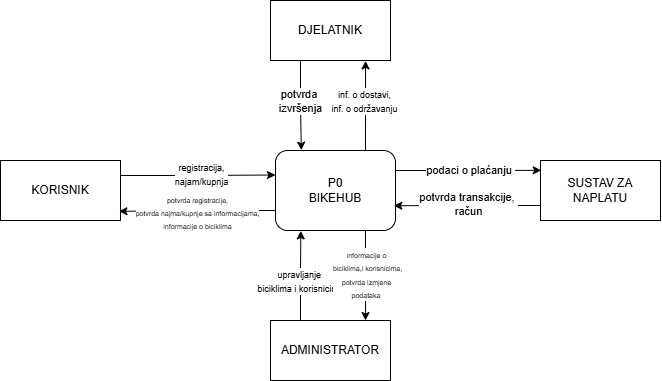 DJELATNIK
potvrda
izvršenja
inf. o dostavi,
inf. o održavanju
registracija,
najam/kupnja
KORISNIK
potvrda registracije,
potvrda najma/kupnje sa informacijama,
informacije o biciklima
P0
BIKEHUB
podaci o plaćanju
potvrda transakcije,
račun
SUSTAV ZA
NAPLATU
upravljanje
biciklima i korisnicir
informacije o
biciklima,i korisnicima,
potvrda izmjene
podataka
ADMINISTRATOR